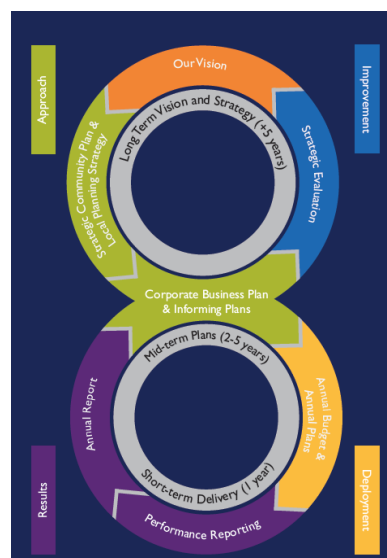 Approach
Improvement
Our Vision
Long Term Vision and Strategy (+5 years)
Strategic Community Plan &
Local Planning Strategy
Strategic Evaluation
Corporate Business Plan
& Informing Plans
Mid-term Plans (2-5 years)
Annual Report
Annual Budget &
Annual Plans
Short-term Delivery (1 year)
Performance Reporting
Results
Deployment